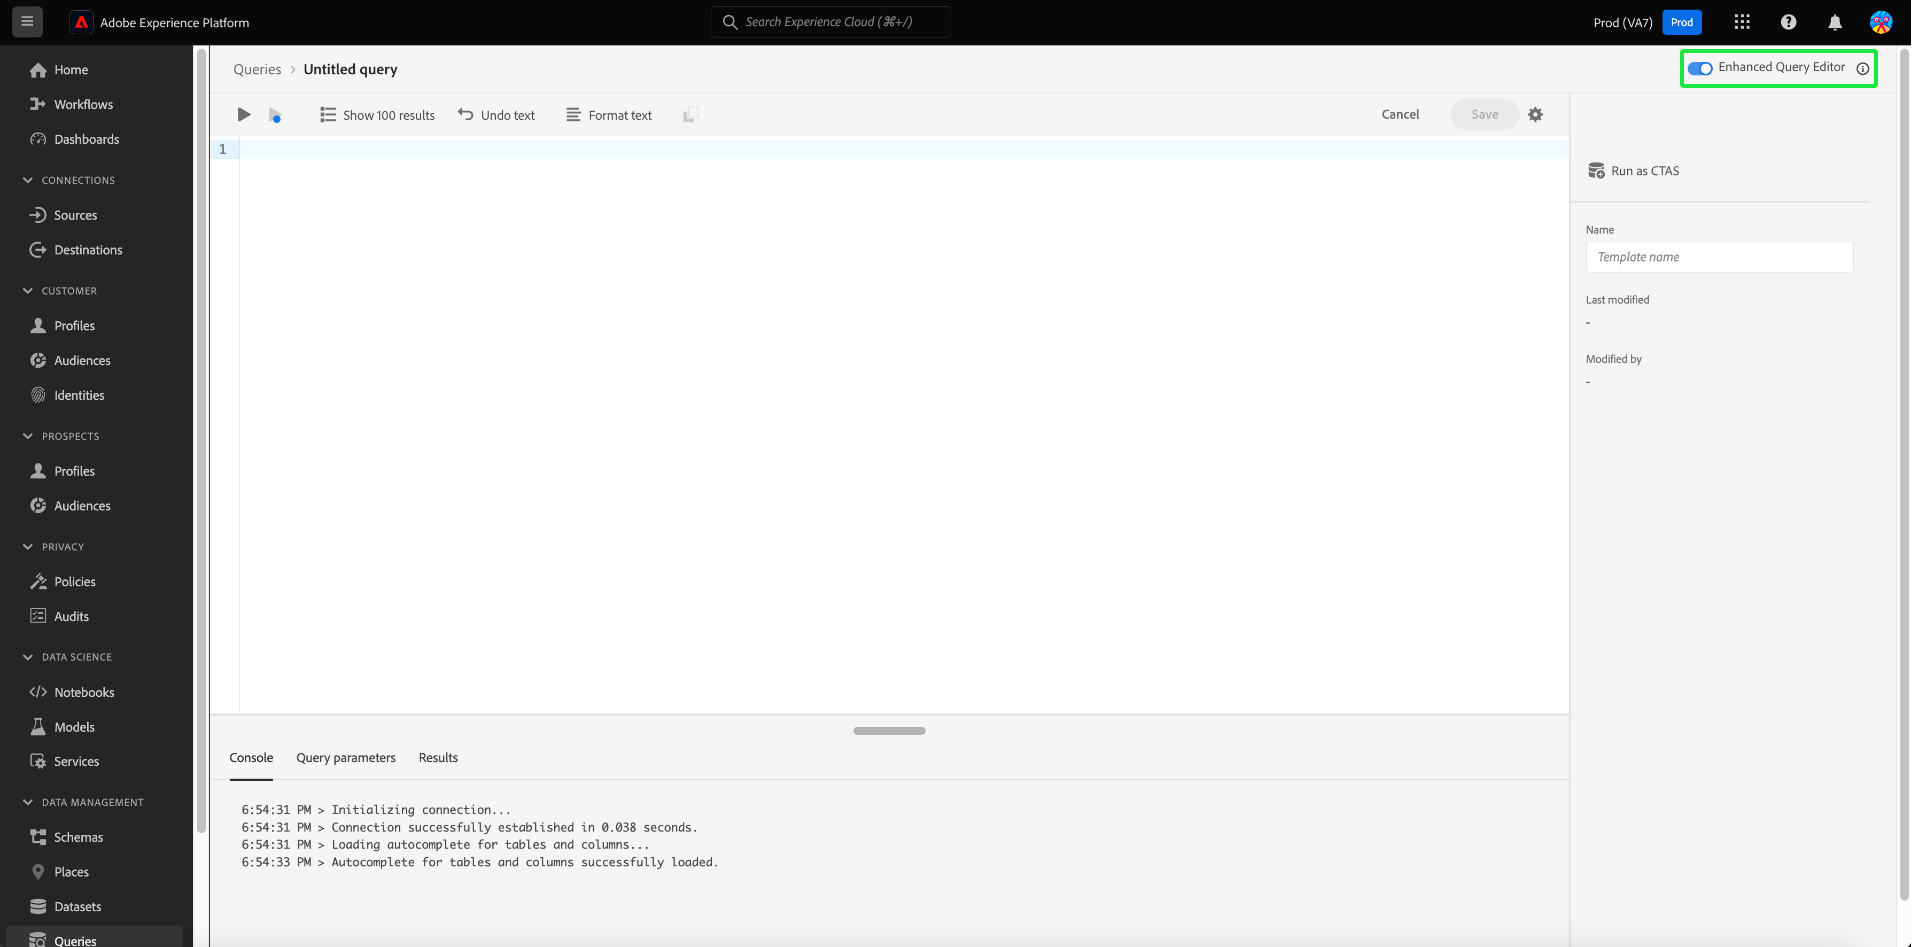 Adobe Experience Platform
Search Experience Cloud (⌘+/)
Prod (VA7)
Prod
Home
Workflows
Dashboards
CONNECTIONS
Sources
Destinations
CUSTOMER
Profiles
Audiences
Identities
PROSPECTS
Profiles
Audiences
PRIVACY
Policies
Audits
DATA SCIENCE
Notebooks
Models
Services
DATA MANAGEMENT
Schemas
Places
Datasets
Queries
Queries > Untitled query
Enhanced Query Editor
Show 100 results
Undo text
Format text
Cancel
Save
1
Run as CTAS
Name
Template name
Last modified
-
Modified by
-
Console
Query parameters
Results
6:54:31 PM > Initializing connection...
6:54:31 PM > Connection successfully established in 0.038 seconds.
6:54:31 PM > Loading autocomplete for tables and columns...
6:54:33 PM > Autocomplete for tables and columns successfully loaded.